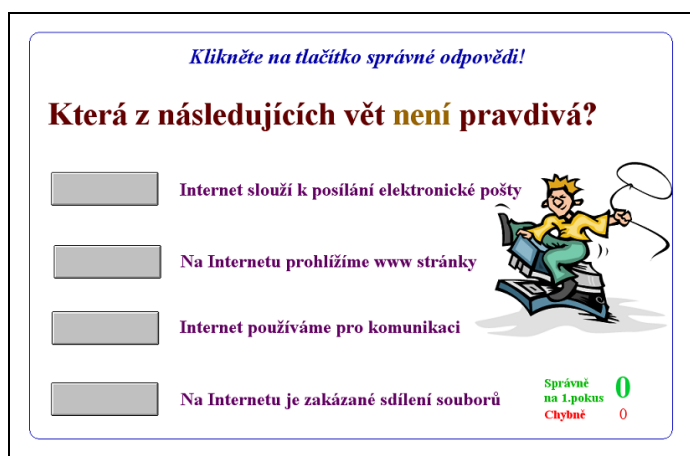 Klikněte na tlačítko správné odpovědi!
Která z následujících vět není pravdivá?
Internet slouží k posílání elektronické pošty
Na Internetu prohlížíme www stránky
Internet používáme pro komunikaci
Na Internetu je zakázané sdílení souborů
Správně
na 1.pokus 0
Chybně 0